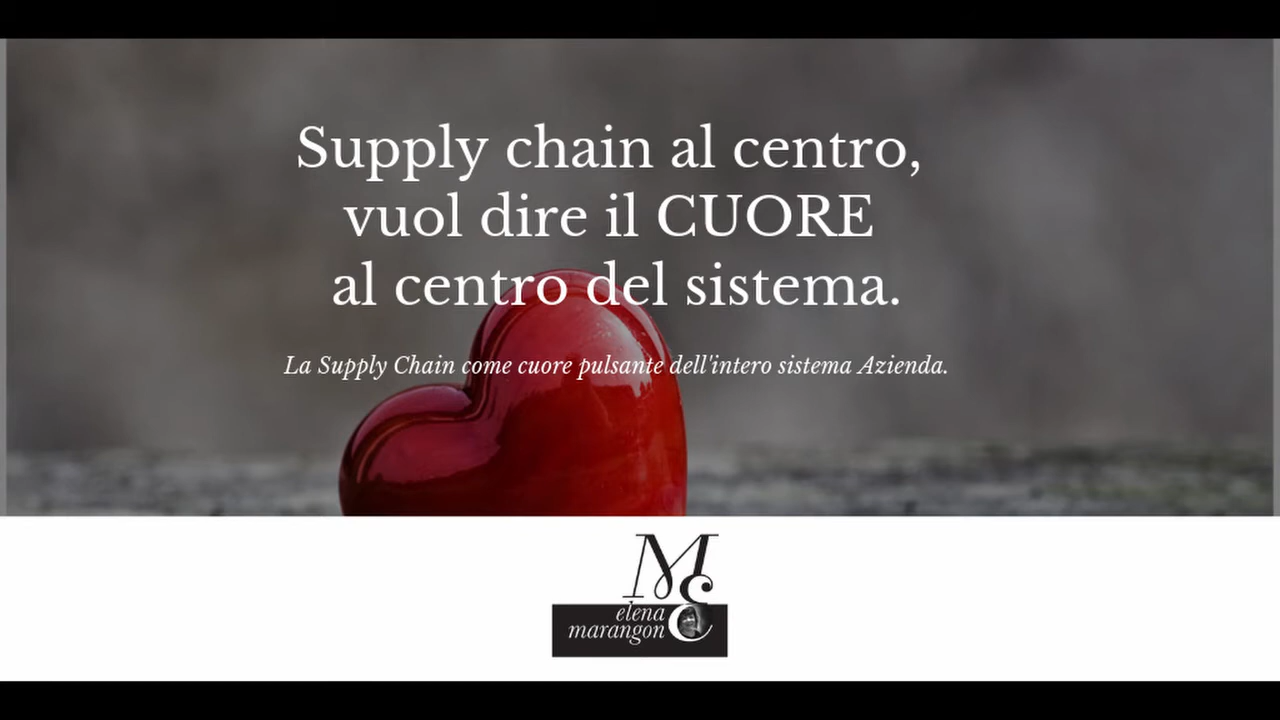 Supply chain al centro,
vuol dire il CUORE
al centro del sistema.
La Supply Chain come cuore pulsante dell'intero sistema Azienda.
ME
elena
marangon